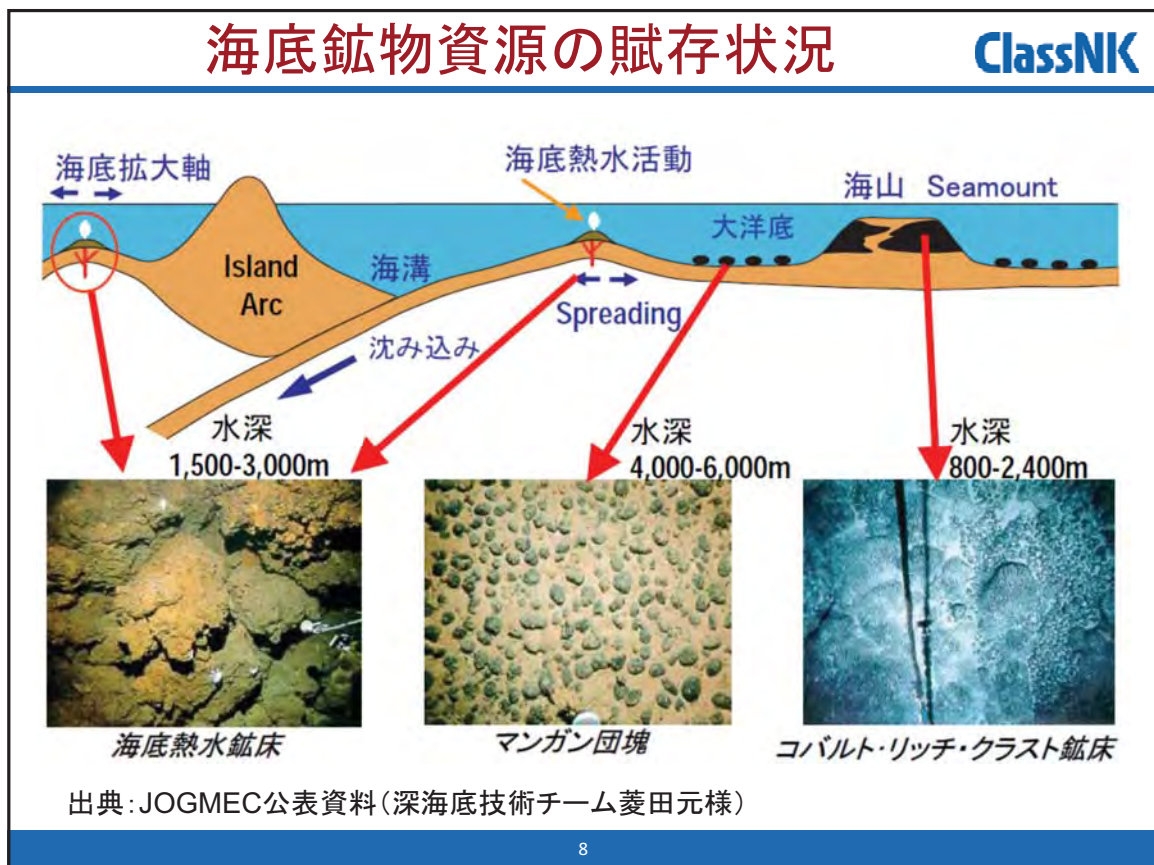 海底鉱物資源の賦存状況
ClassNK
海底拡大軸
海底熱水活動
海山 Seamount
大洋底
Island
Arc
海溝
Spreading
沈み込み
水深
1,500-3,000m
水深
4,000-6,000m
水深
800-2,400m
海底熱水鉱床
マンガン団塊
コバルト・リッチ・クラスト鉱床
出典：JOGMEC公表資料（深海底技術チーム菱田元様）
8